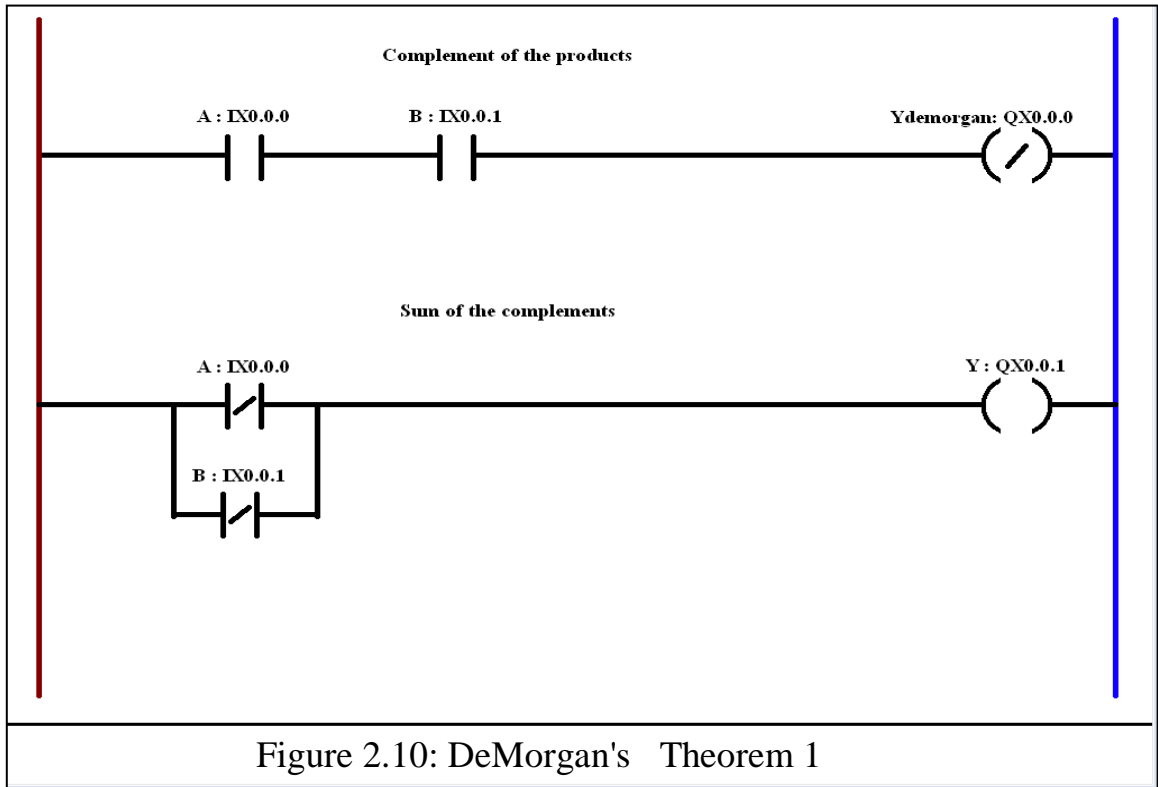 Complement of the products
A : IX0.0.0 B : IX0.0.1 Ydemorgan: QX0.0.0
Sum of the complements
A : IX0.0.0 Y : QX0.0.1
B : IX0.0.1
Figure 2.10: DeMorgan's Theorem 1